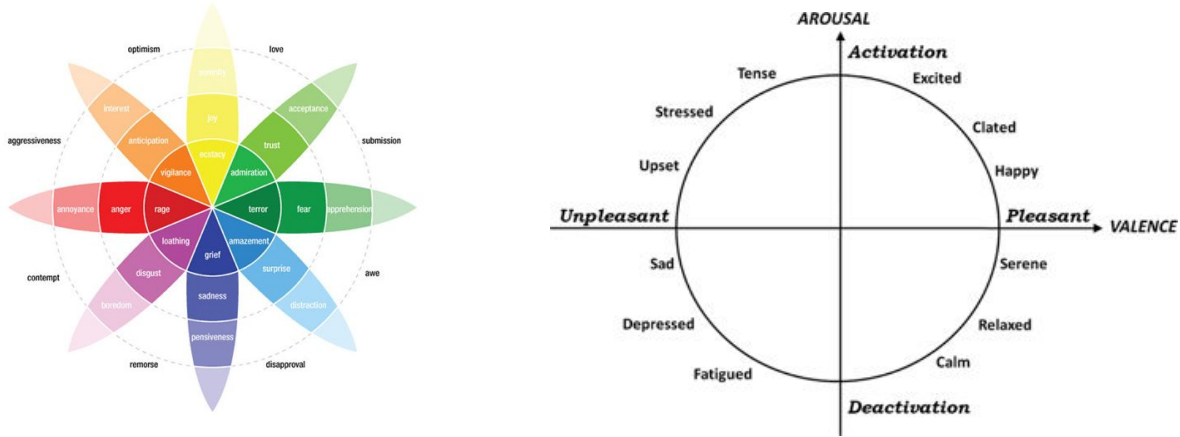 optimism
love
serenity
interest
acceptance
joy
aggressiveness
anticipation
trust
submission
ecstacy
vigilance
admiration
annoyance
anger
rage
terror
fear
apprehension
loathing
amazement
grief
disgust
surprise
contempt
awe
boredom
sadness
distraction
pensiveness
remorse
disapproval
AROUSAL
Activation
Tense
Excited
Stressed
Clated
Upset
Happy
Unpleasant
Pleasant
VALENCE
Sad
Serene
Depressed
Relaxed
Fatigued
Calm
Deactivation